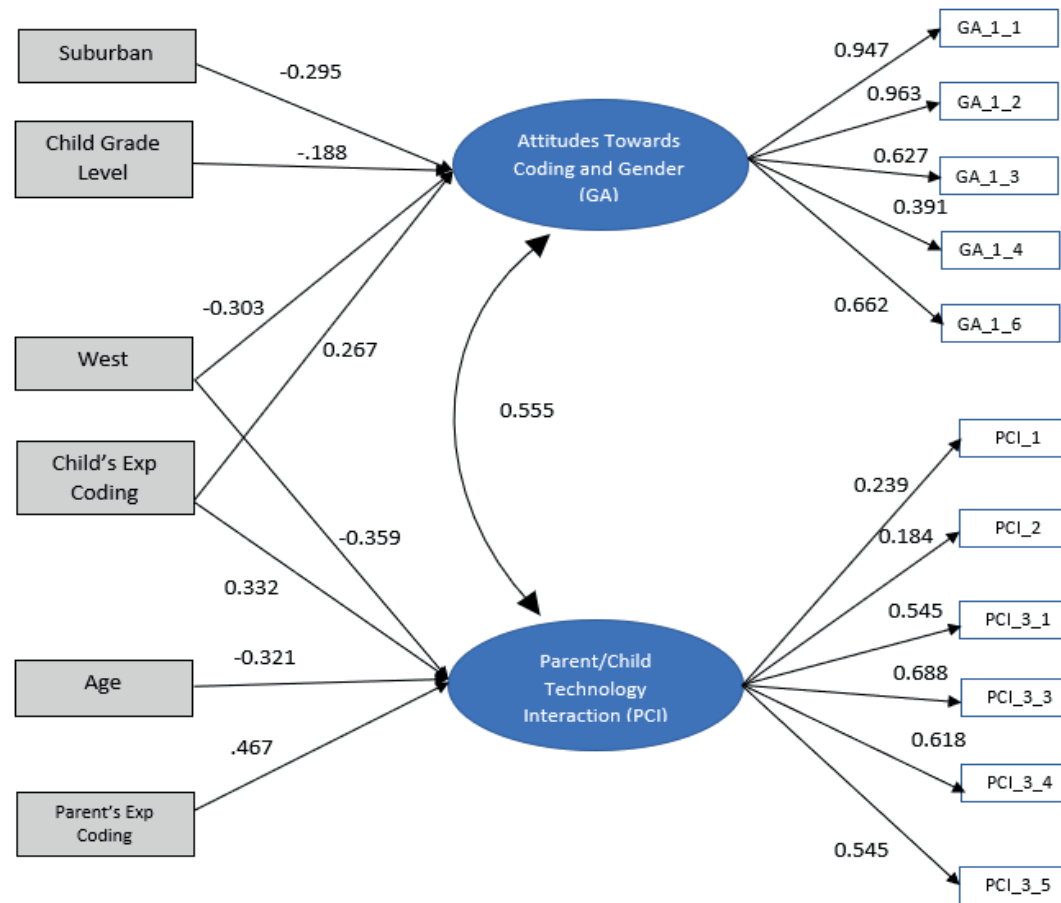 Suburban
-0.295
Child Grade
Level
-.188
West
-0.303
0.267
Child's Exp
Coding
-0.359
0.332
Age
-0.321
Parent's Exp
Coding
.467
Attitudes Towards
Coding and Gender
(GA)
0.555
Parent/Child
Technology
Interaction (PCI)
0.947
GA_1_1
0.963
GA_1_2
0.627
GA_1_3
0.391
GA_1_4
0.662
GA_1_6
0.239
PCI_1
0.184
PCI_2
0.545
PCI_3_1
0.688
PCI_3_3
0.618
PCI_3_4
0.545
PCI_3_5